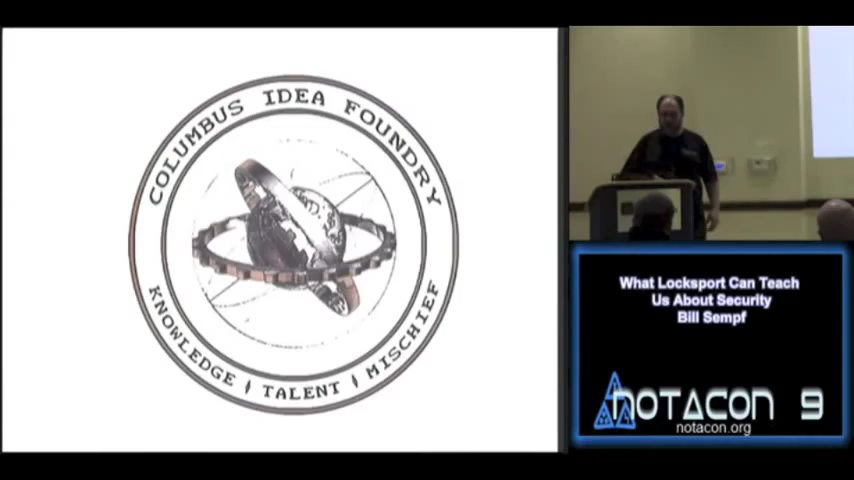 COLUMBUS IDEA FOUNDRY
KNOWLEDGE TALENT MISCHIEF
What Locksport Can Teach
Us About Security
Bill Sempf
NOTACON 9
notacon.org